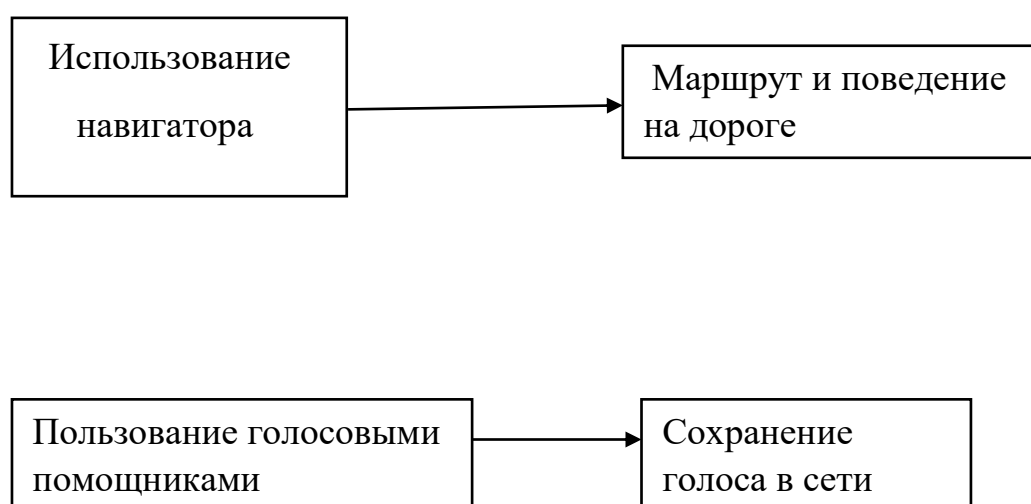 Использование
навигатора
Маршрут и поведение
на дороге
Пользование голосовыми
помощниками
Сохранение
голоса в сети